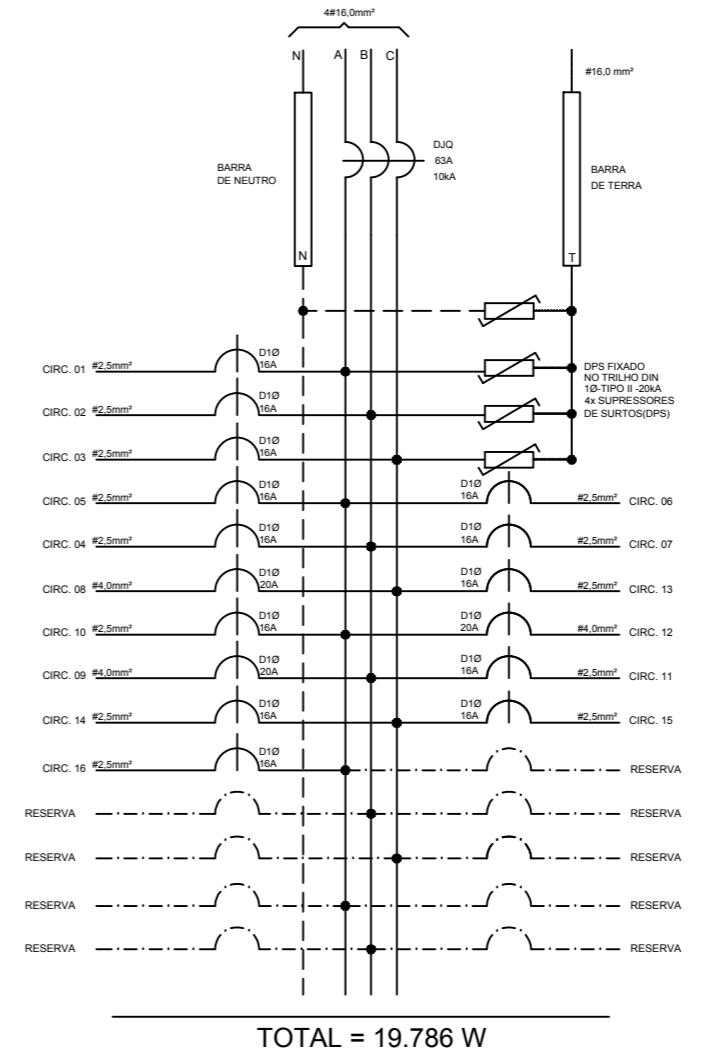 4#16,0mm²
N A B C
#16,0 mm²
DJQ
63A
10kA
BARRA
DE NEUTRO
BARRA
DE TERRA
N
T
DPS FIXADO
NO TRILHO DIN
1Ø-TIPO II -20kA
4x SUPRESSORES
DE SURTOS(DPS)
CIRC. 01 #2,5mm² D1Ø
16A
CIRC. 02 #2,5mm² D1Ø
16A
CIRC. 03 #2,5mm² D1Ø
16A
CIRC. 05 #2,5mm² D1Ø
16A
D1Ø
16A
#2,5mm² CIRC. 06
CIRC. 04 #2,5mm² D1Ø
16A
D1Ø
16A
#2,5mm² CIRC. 07
CIRC. 08 #4,0mm² D1Ø
20A
D1Ø
16A
#2,5mm² CIRC. 13
CIRC. 10 #2,5mm² D1Ø
16A
D1Ø
20A
#4,0mm² CIRC. 12
CIRC. 09 #4,0mm² D1Ø
20A
D1Ø
16A
#2,5mm² CIRC. 11
CIRC. 14 #2,5mm² D1Ø
16A
D1Ø
16A
#2,5mm² CIRC. 15
CIRC. 16 #2,5mm² D1Ø
16A
RESERVA
RESERVA RESERVA
RESERVA RESERVA
RESERVA RESERVA
RESERVA RESERVA
TOTAL = 19.786 W